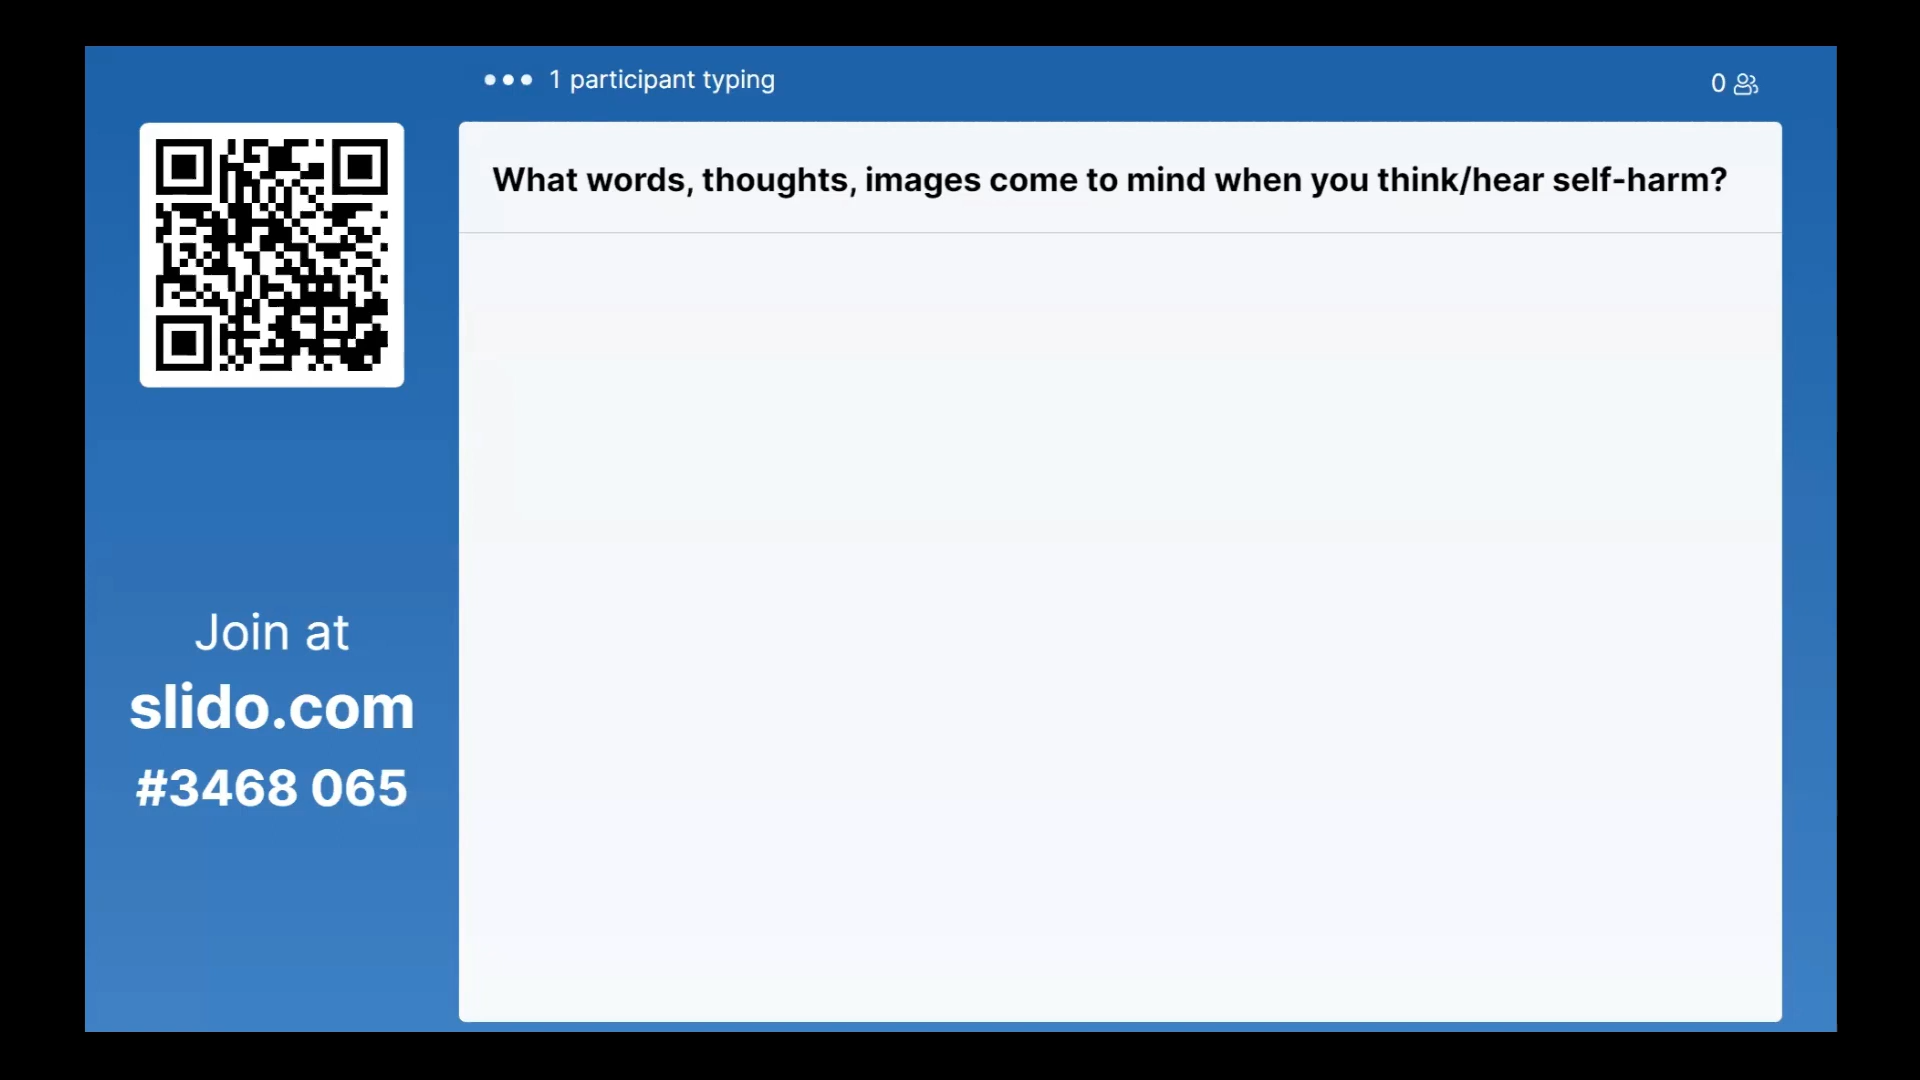 1 participant typing
0
What words, thoughts, images come to mind when you think/hear self-harm?
Join at
slido.com
#3468 065